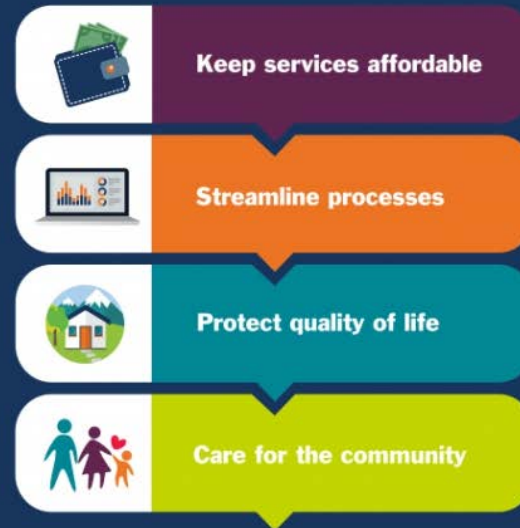 Keep services affordable
Streamline processes
Protect quality of life
Care for the community